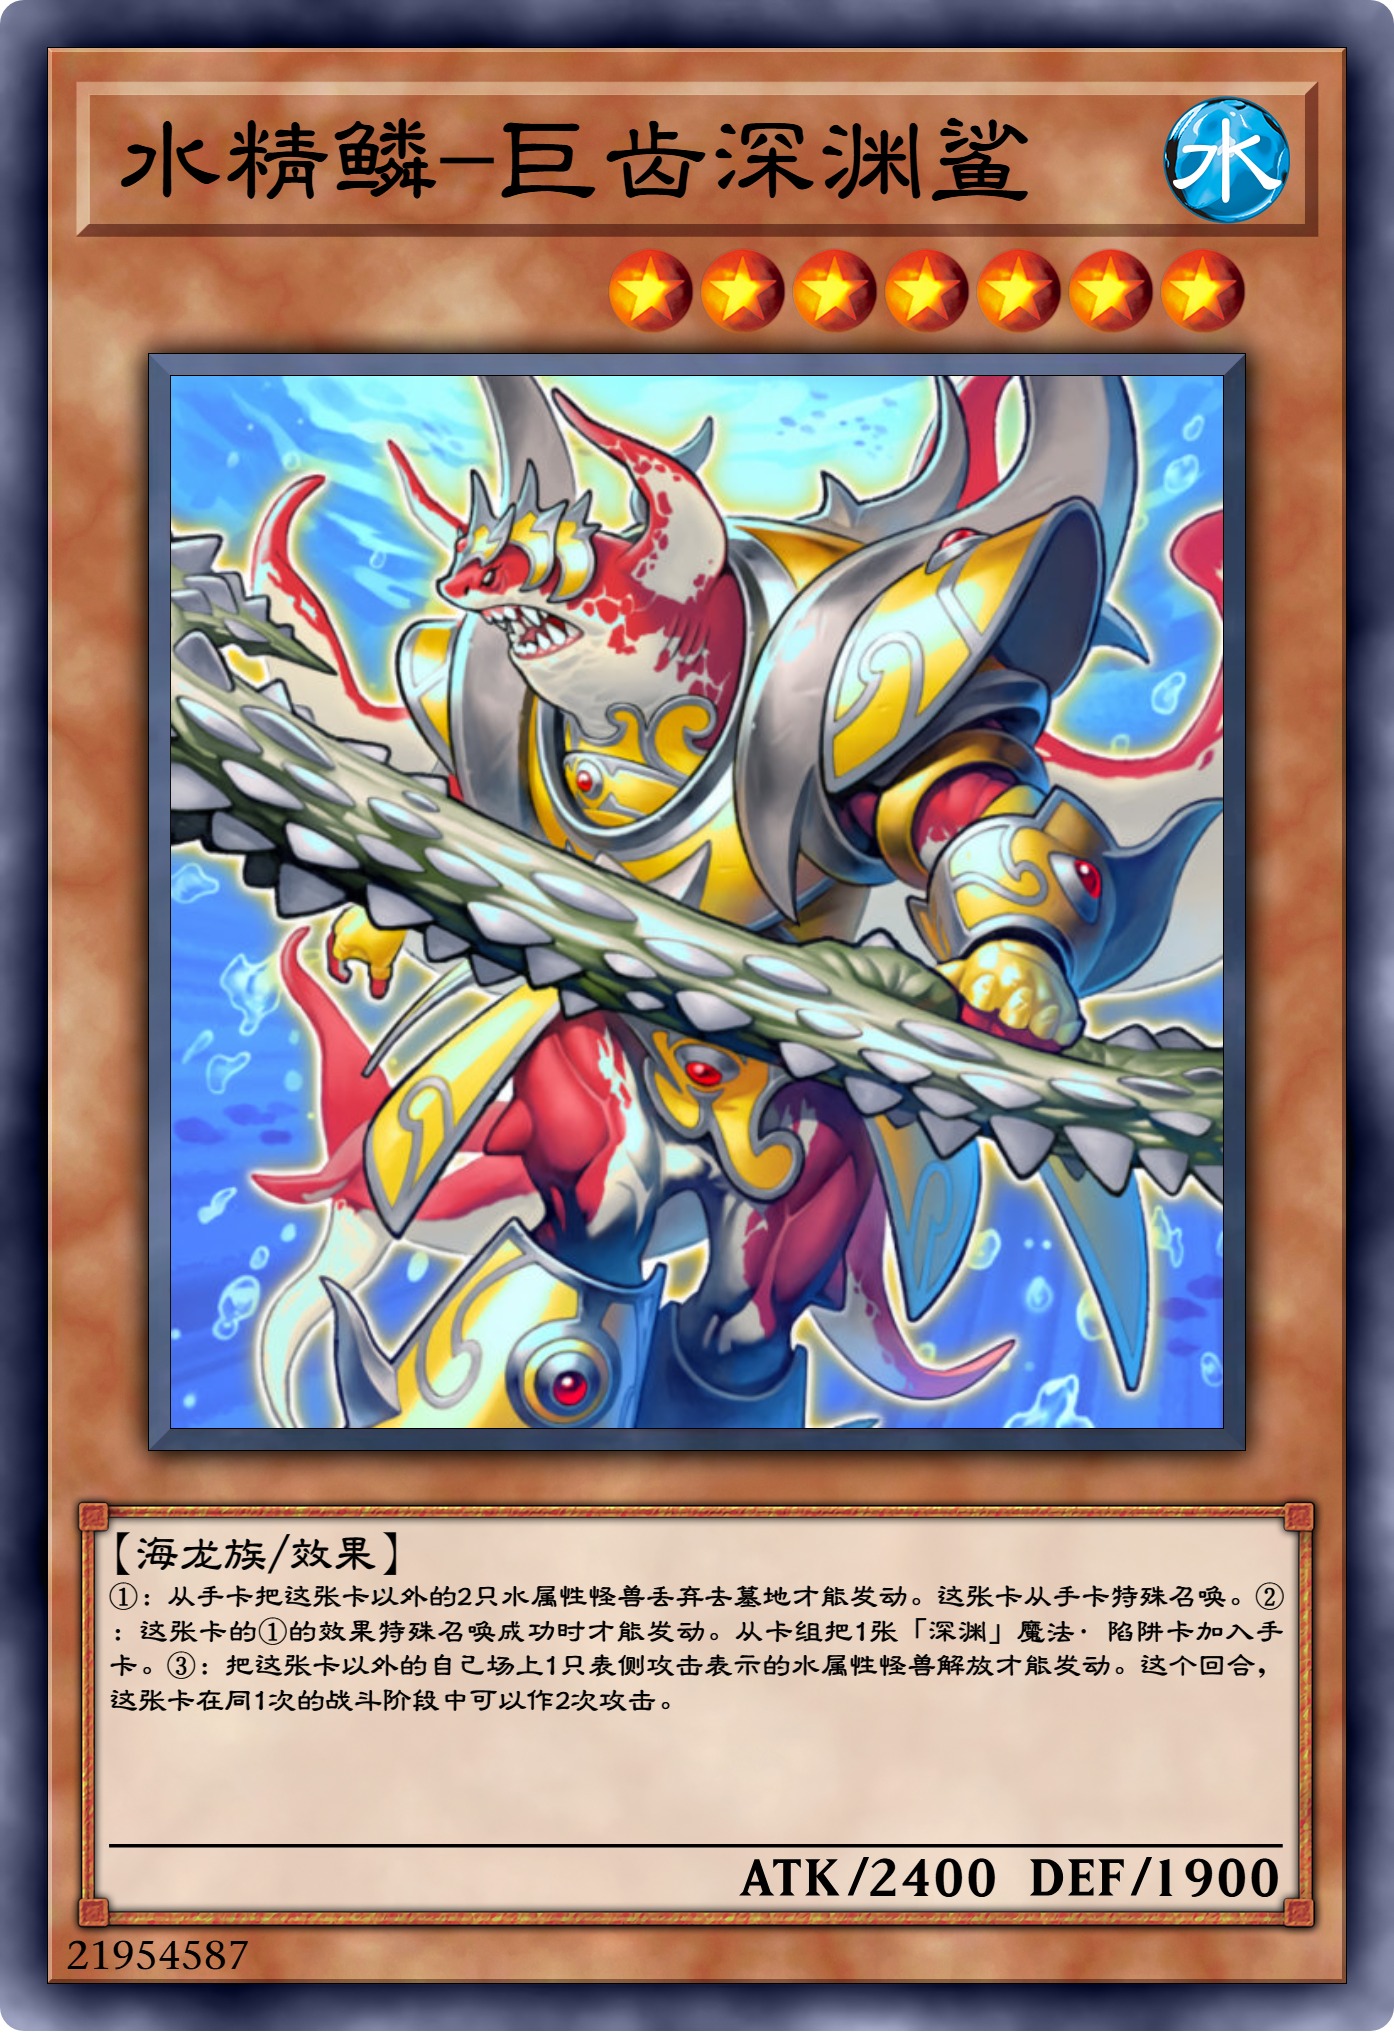 水精鳞-巨齿深渊鲨
水
【海龙族/效果】
①：从手卡把这张卡以外的2只水属性怪兽丢弃去墓地才能发动。这张卡从手卡特殊召唤。②
：这张卡的①的效果特殊召唤成功时才能发动。从卡组把1张「深渊」魔法·陷阱卡加入手
卡。③：把这张卡以外的自己场上1只表侧攻击表示的水属性怪兽解放才能发动。这个回合，
这张卡在同1次的战斗阶段中可以作2次攻击。
ATK/2400 DEF/1900
21954587